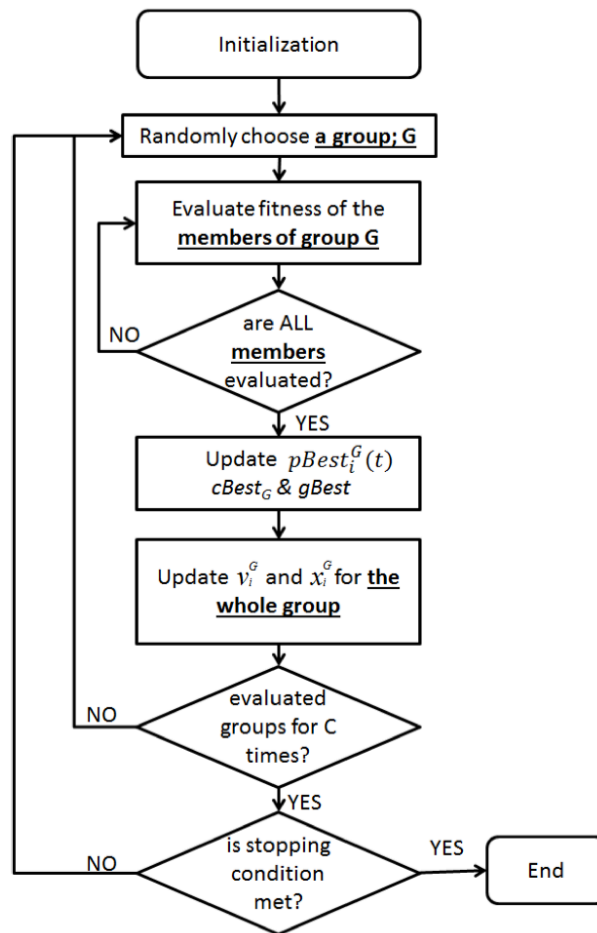 Initialization
Randomly choose a group; G
Evaluate fitness of the
members of group G
NO
are ALL
members
evaluated?
YES
Update pBest_i^G(t)
cBest_G & gBest
Update v_i^G and x_i^G for the
whole group
NO
evaluated
groups for C
times?
YES
NO
is stopping
condition
met?
YES
End